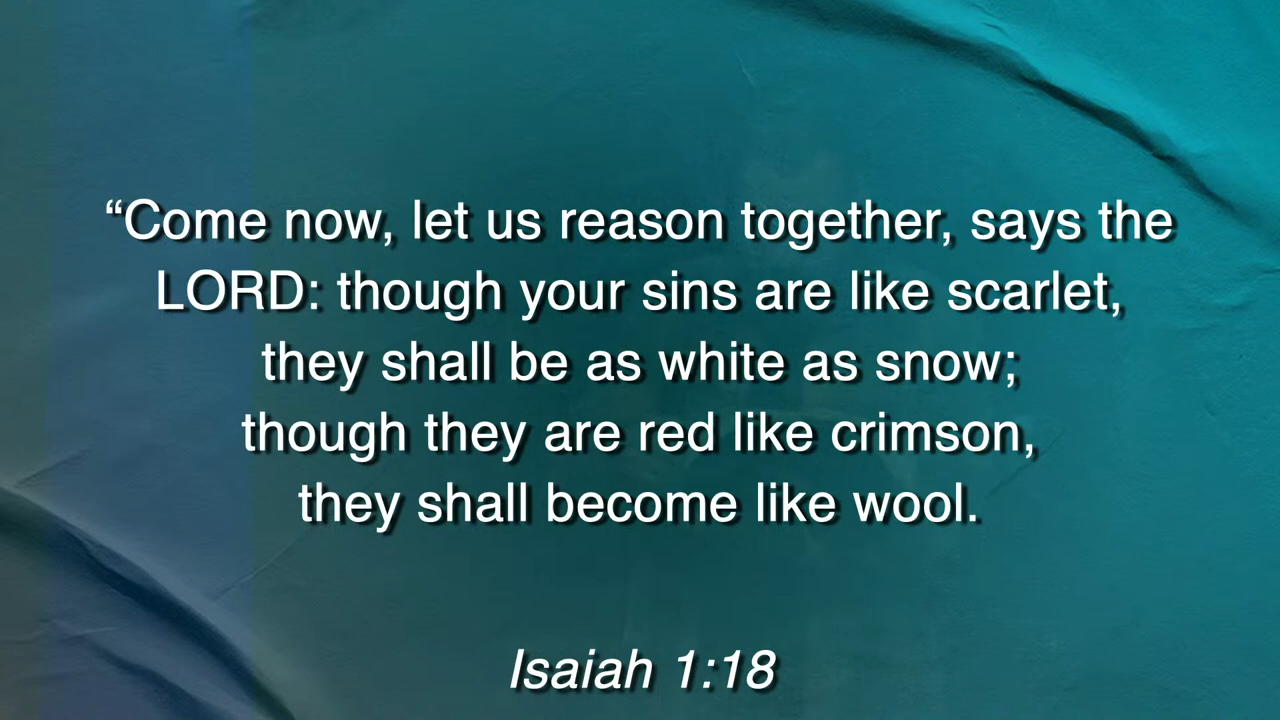 “Come now, let us reason together, says the
LORD: though your sins are like scarlet,
they shall be as white as snow;
though they are red like crimson,
they shall become like wool.
Isaiah 1:18